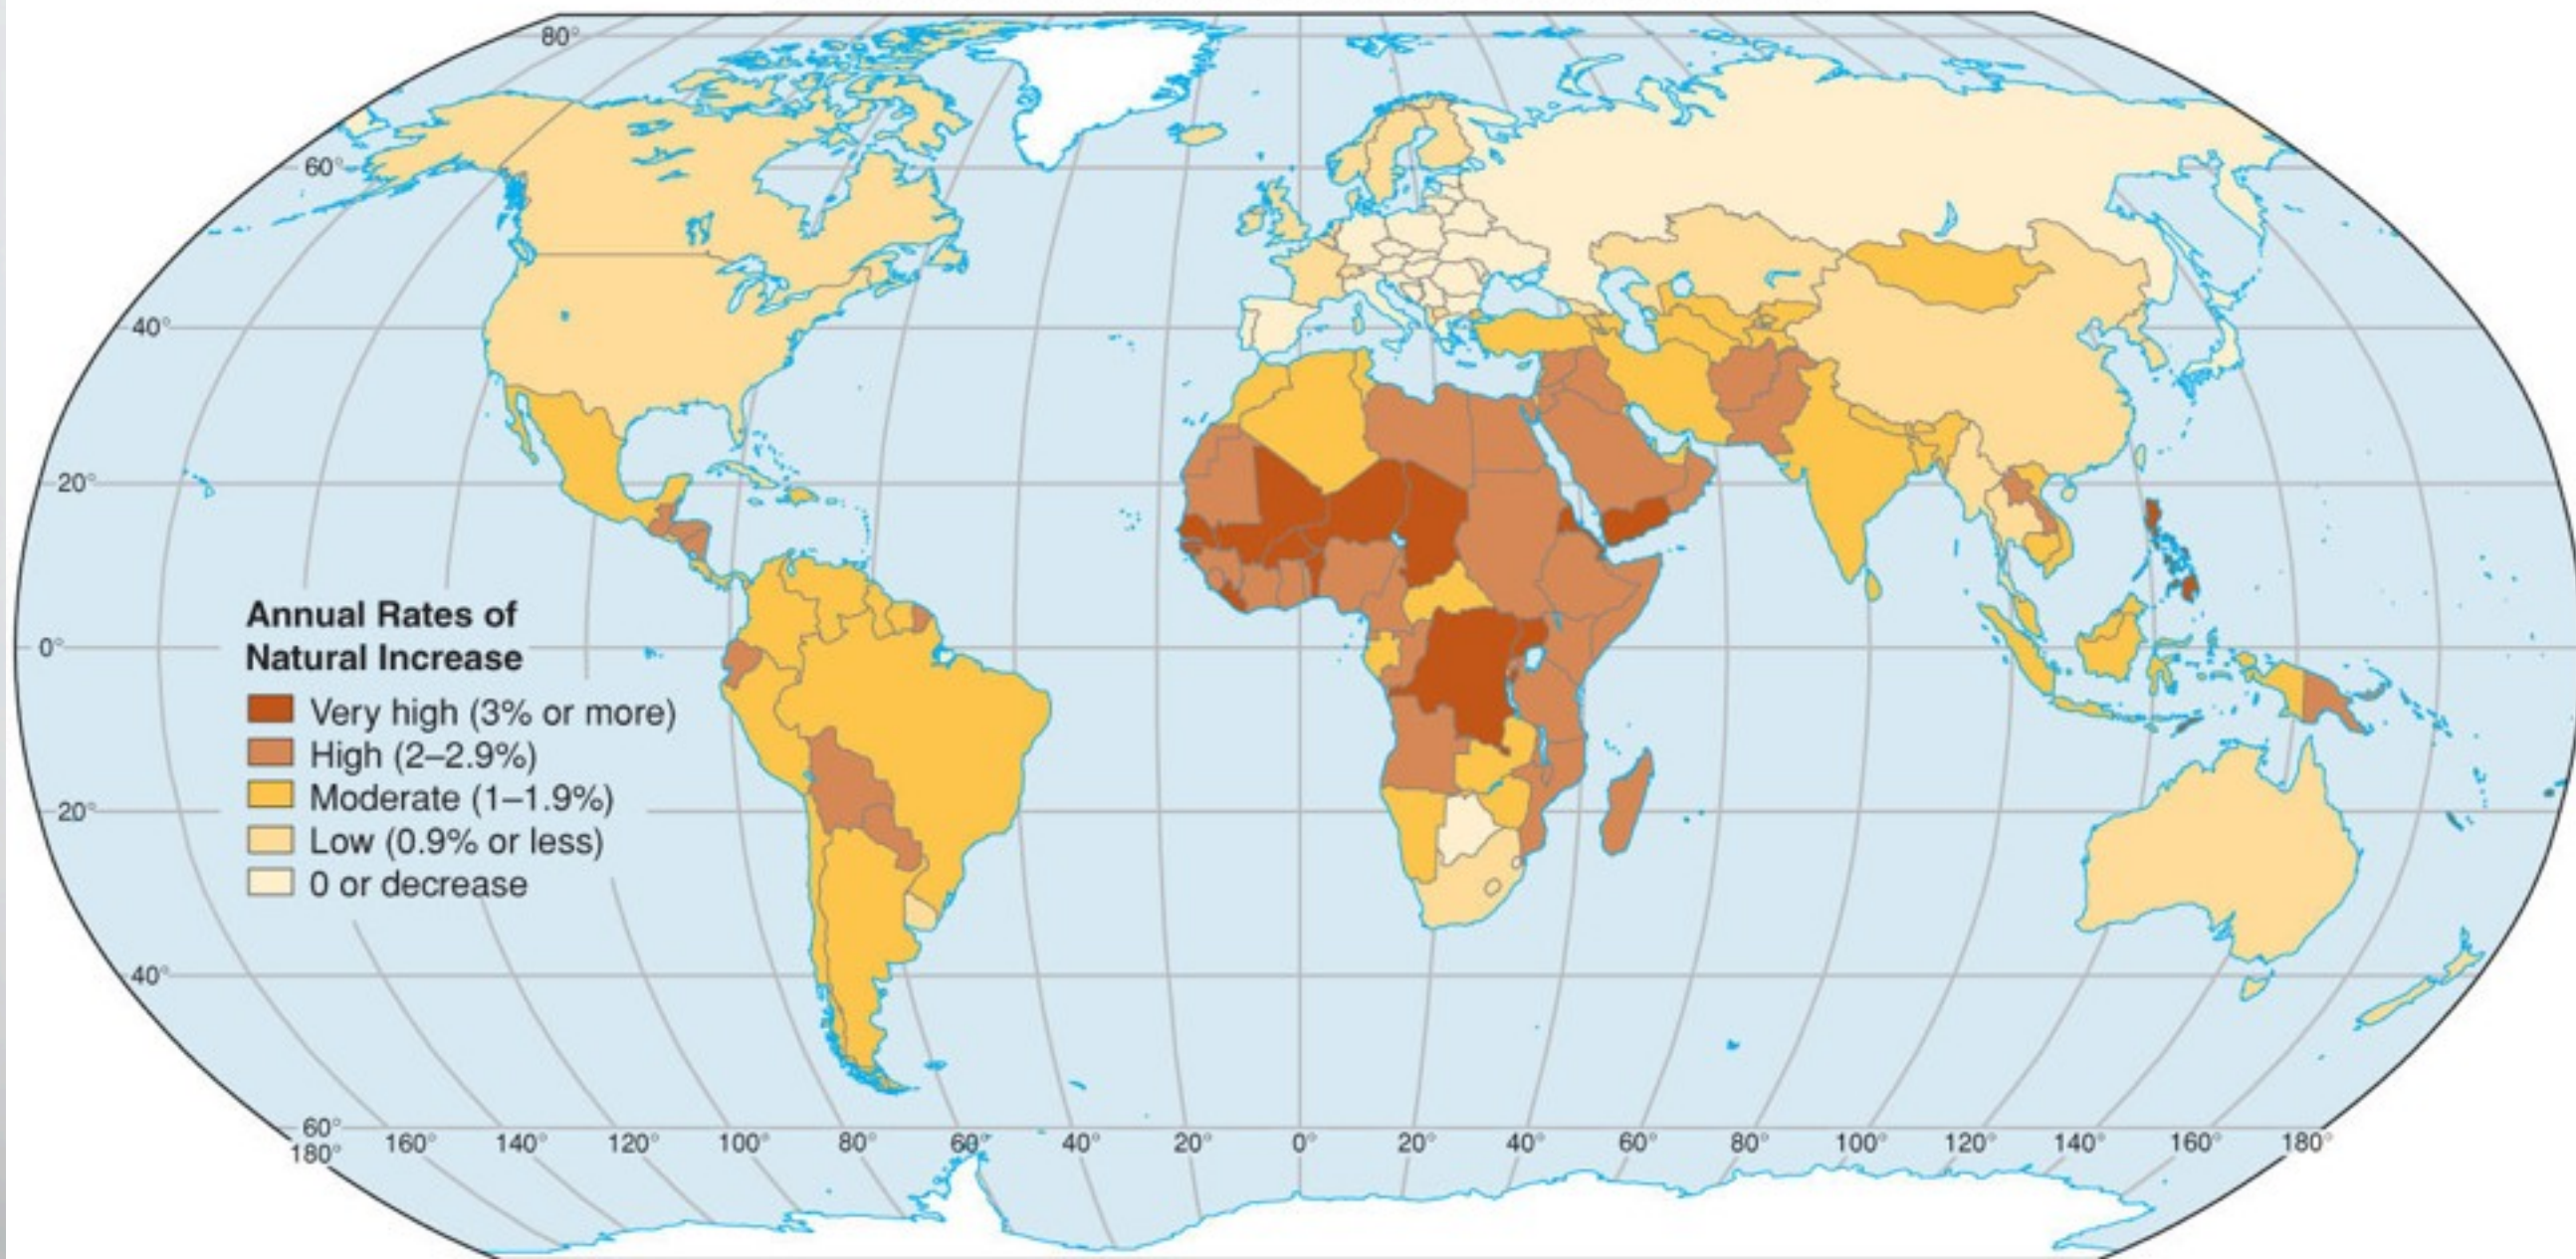 80°
60°
40°
20°
0°
20°
40°
60°
Annual Rates of
Natural Increase
Very high (3% or more)
High (2–2.9%)
Moderate (1–1.9%)
Low (0.9% or less)
0 or decrease
180° 160° 140° 120° 100° 80° 60° 40° 20° 0° 20° 40° 60° 80° 100° 120° 140° 160° 180°